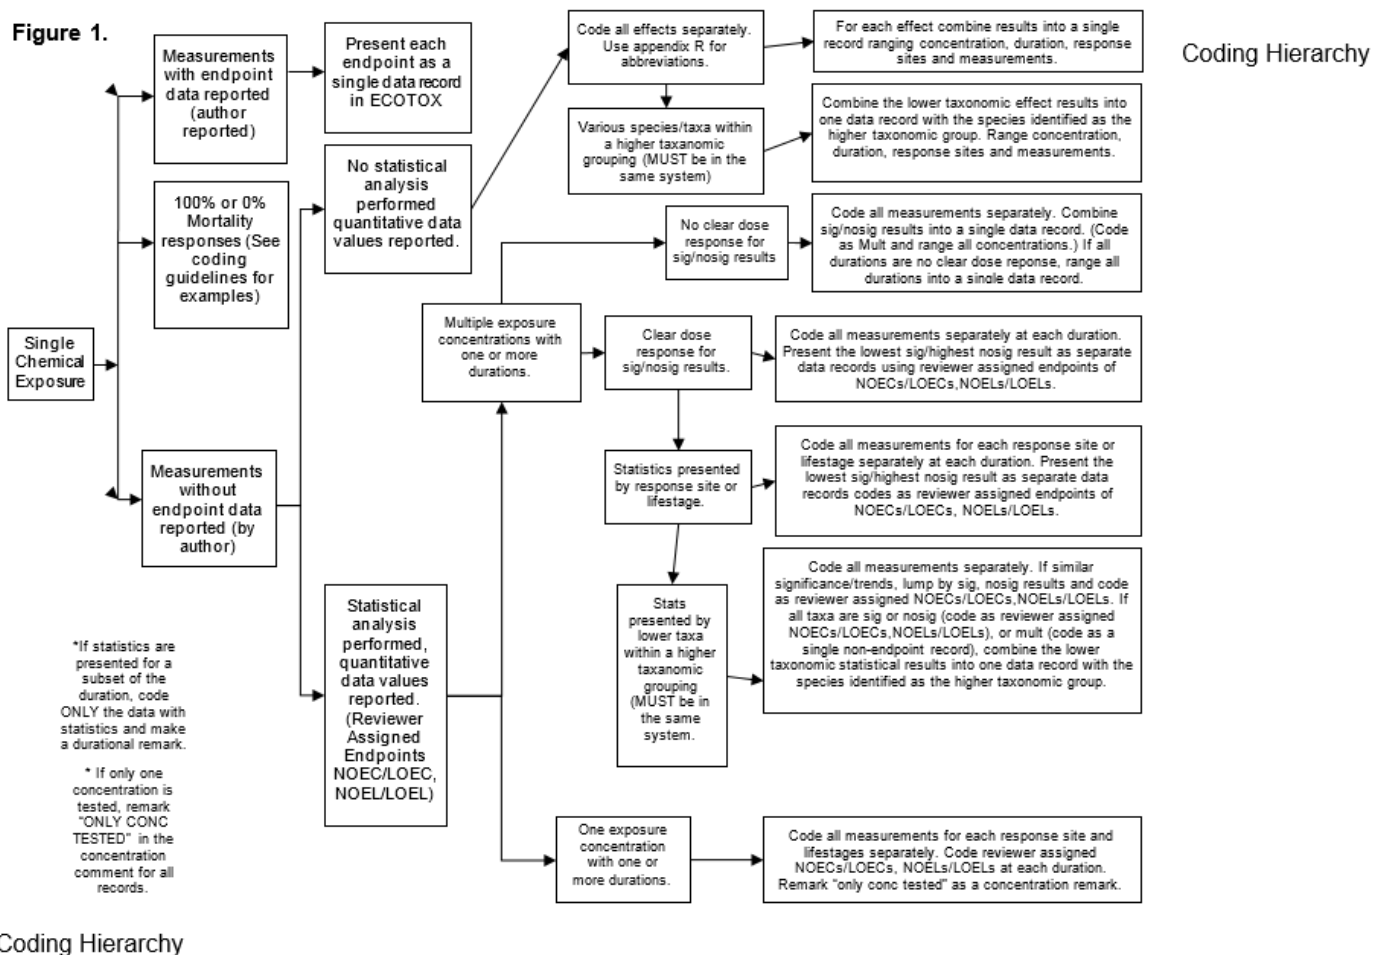 Figure 1.
Coding Hierarchy
Single
Chemical
Exposure
Measurements
with endpoint
data reported
(author
reported)
Present each
endpoint as a
single data record
in ECOTOX
100% or 0%
Mortality
responses (See
coding
guidelines for
examples)
Measurements
without
endpoint data
reported (by
author)
No statistical
analysis
performed
quantitative data
values reported.
Code all effects separately.
Use appendix R for
abbreviations.
For each effect combine results into a single
record ranging concentration, duration, response
sites and measurements.
Various species/taxa within
a higher taxanomic
grouping (MUST be in the
same system)
Combine the lower taxonomic effect results into
one data record with the species identified as the
higher taxonomic group. Range concentration,
duration, response sites and measurements.
Statistical
analysis
performed,
quantitative
data values
reported.
(Reviewer
Assigned
Endpoints
NOEC/LOEC,
NOEL/LOEL)
Multiple exposure
concentrations with
one or more
durations.
No clear dose
response for
sig/nosig results
Code all measurements separately. Combine
sig/nosig results into a single data record. (Code
as Mult and range all concentrations.) If all
durations are no clear dose reponse, range all
durations into a single data record.
Clear dose
response for
sig/nosig results.
Code all measurements separately at each duration.
Present the lowest sig/highest nosig result as separate
data records using reviewer assigned endpoints of
NOECs/LOECs,NOELs/LOELs.
Statistics presented
by response site or
lifestage.
Code all measurements for each response site or
lifestage separately at each duration. Present the
lowest sig/highest nosig result as separate data
records codes as reviewer assigned endpoints of
NOECs/LOECs, NOELs/LOELs.
Stats
presented by
lower taxa
within a higher
taxanomic
grouping
(MUST be in
the same
system.
Code all measurements separately. If similar
significance/trends, lump by sig, nosig results and code
as reviewer assigned NOECs/LOECs,NOELs/LOELs. If
all taxa are sig or nosig (code as reviewer assigned
NOECs/LOECs,NOELs/LOELs), or mult (code as a
single non-endpoint record), combine the lower
taxonomic statistical results into one data record with the
species identified as the higher taxonomic group.
One exposure
concentration
with one or
more durations.
Code all measurements for each response site and
lifestages separately. Code reviewer assigned
NOECs/LOECs, NOELs/LOELs at each duration.
Remark "only conc tested" as a concentration remark.
*If statistics are
presented for a
subset of the
duration, code
ONLY the data with
statistics and make
a durational remark.
* If only one
concentration is
tested, remark
"ONLY CONC
TESTED" in the
concentration
comment for all
records.
Coding Hierarchy